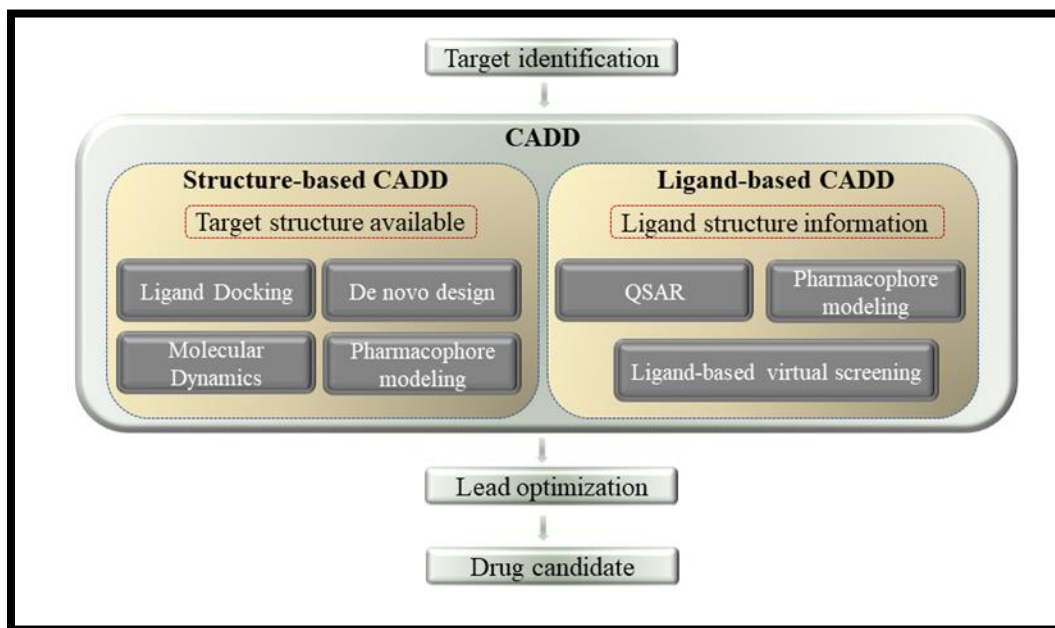 Target identification
CADD
Structure-based CADD
Target structure available
Ligand Docking
De novo design
Molecular
Dynamics
Pharmacophore
modeling
Ligand-based CADD
Ligand structure information
QSAR
Pharmacophore
modeling
Ligand-based virtual screening
Lead optimization
Drug candidate